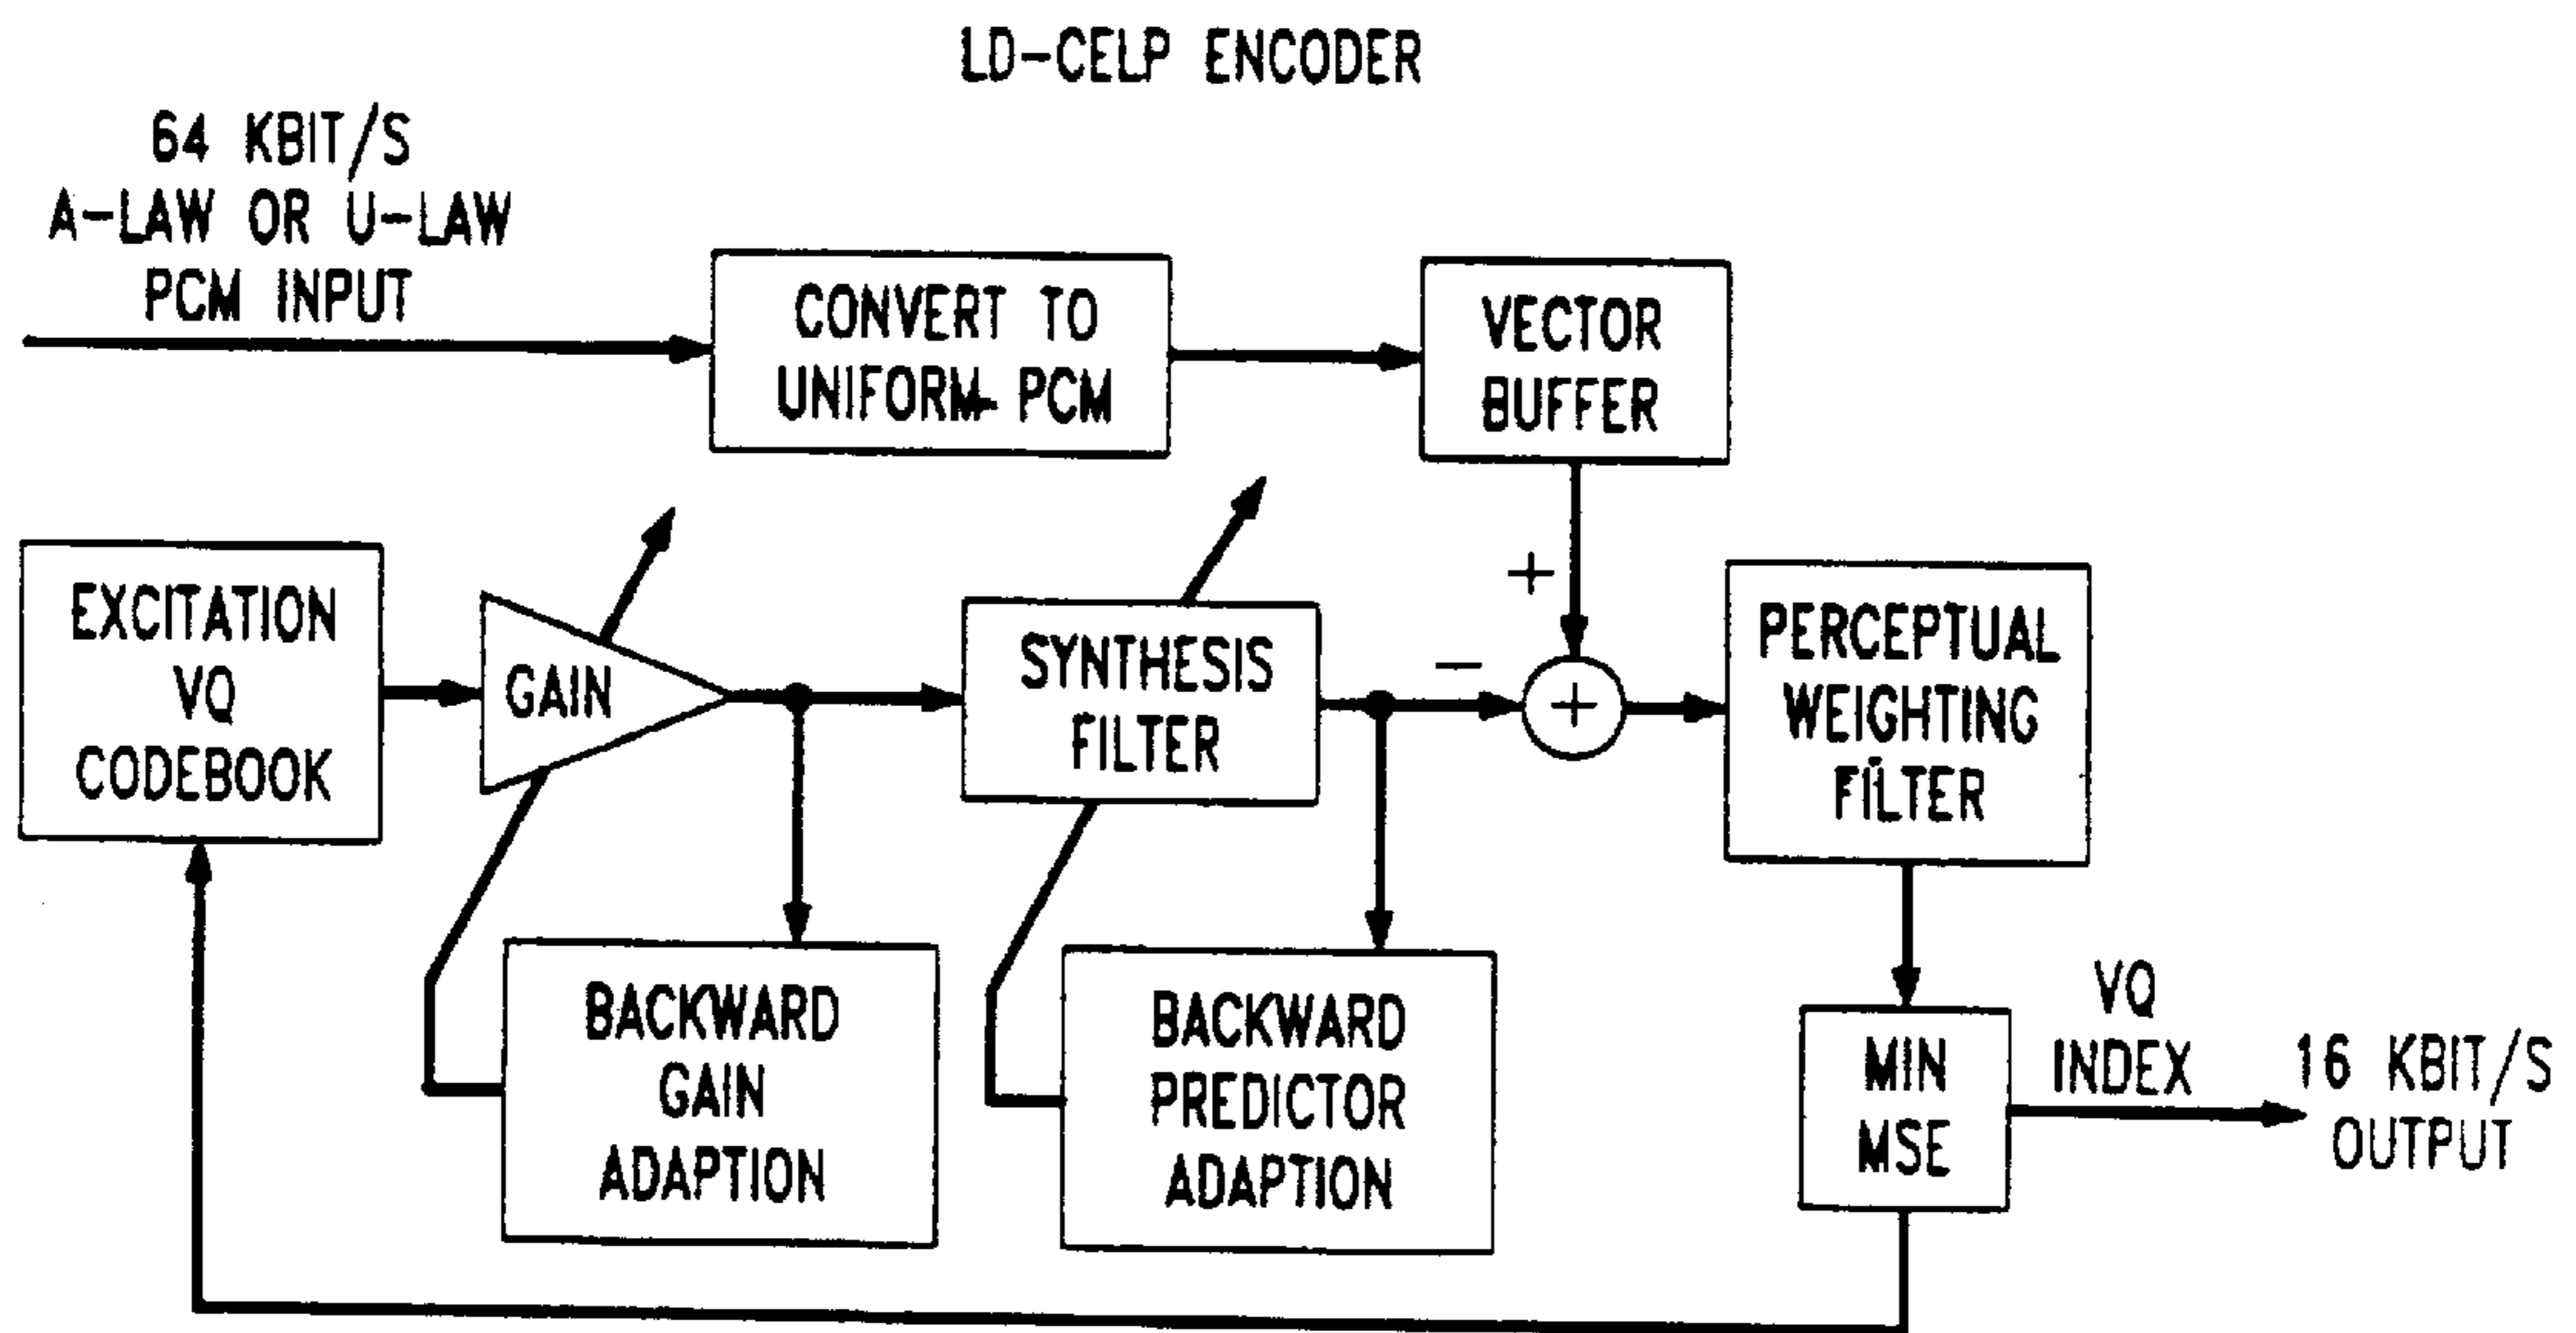 LD-CELP ENCODER
64 KBIT/S
A-LAW OR U-LAW
PCM INPUT
CONVERT TO
UNIFORM PCM
VECTOR
BUFFER
EXCITATION
VQ
CODEBOOK
GAIN
SYNTHESIS
FILTER
+
−
+
PERCEPTUAL
WEIGHTING
FILTER
BACKWARD
GAIN
ADAPTION
BACKWARD
PREDICTOR
ADAPTION
MIN
MSE
VQ
INDEX
16 KBIT/S
OUTPUT